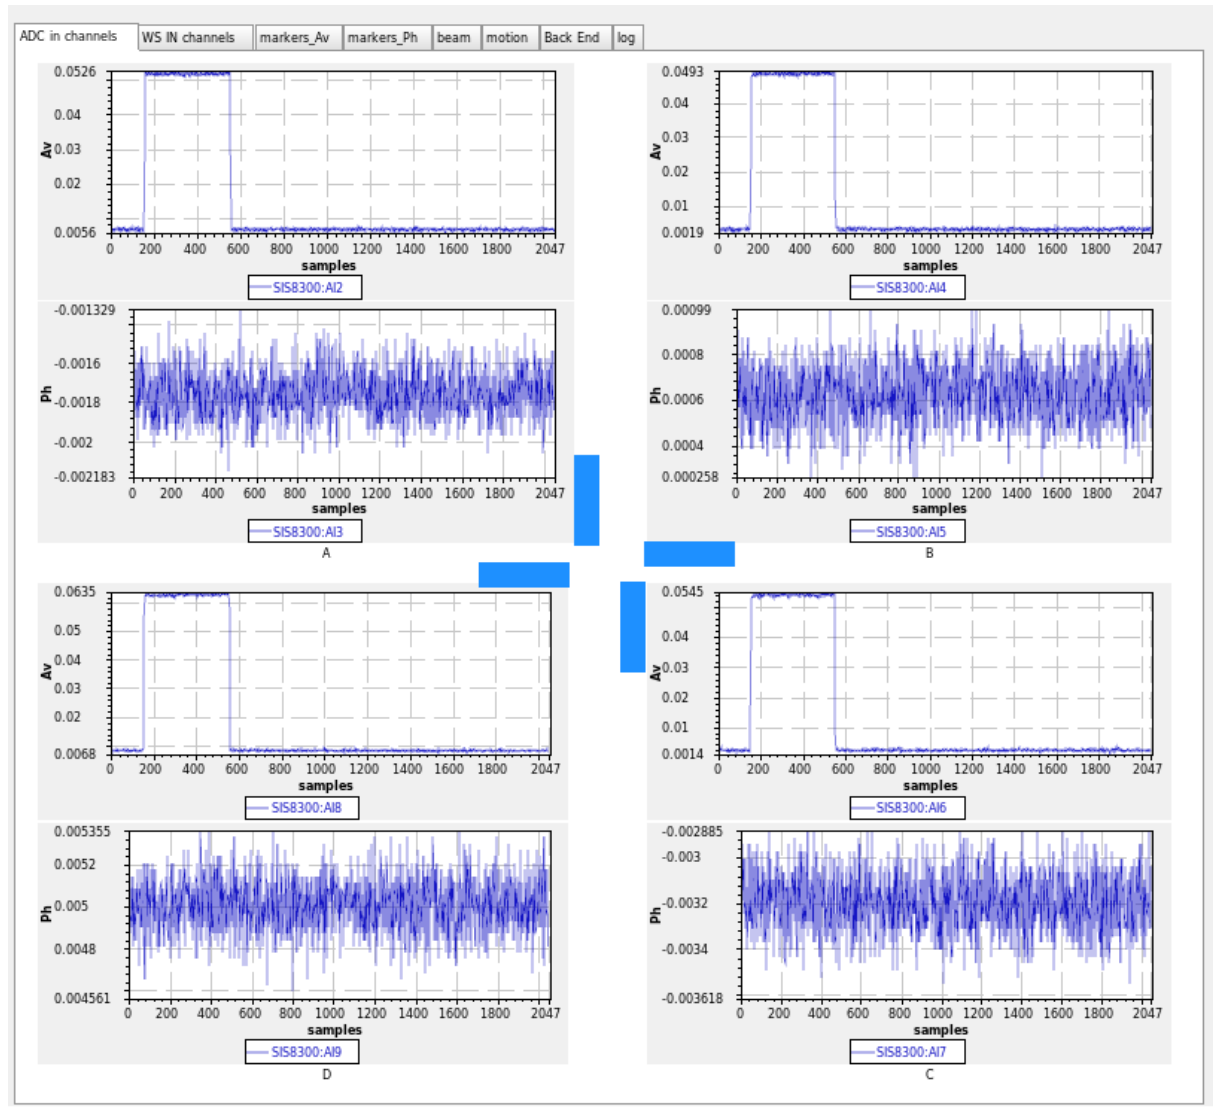 ADC in channels WS IN channels markers_Av markers_Ph beam motion Back End log
0.0526
0.04
0.03
0.02
0.0056
Av
0 200 400 600 800 1000 1200 1400 1600 1800 2047
samples
SIS8300:AI2
-0.001329
-0.0016
-0.0018
-0.002
-0.002183
Ph
0 200 400 600 800 1000 1200 1400 1600 1800 2047
samples
SIS8300:AI3
A
0.0493
0.04
0.03
0.02
0.01
0.0019
Av
0 200 400 600 800 1000 1200 1400 1600 1800 2047
samples
SIS8300:AI4
0.00099
0.0008
0.0006
0.0004
0.000258
Ph
0 200 400 600 800 1000 1200 1400 1600 1800 2047
samples
SIS8300:AI5
B
0.0635
0.05
0.04
0.03
0.02
0.0068
Av
0 200 400 600 800 1000 1200 1400 1600 1800 2047
samples
SIS8300:AI8
0.005355
0.0052
0.005
0.0048
0.004561
Ph
0 200 400 600 800 1000 1200 1400 1600 1800 2047
samples
SIS8300:AI9
D
0.0545
0.04
0.03
0.02
0.01
0.0014
Av
0 200 400 600 800 1000 1200 1400 1600 1800 2047
samples
SIS8300:AI6
-0.002885
-0.003
-0.0032
-0.0034
-0.003618
Ph
0 200 400 600 800 1000 1200 1400 1600 1800 2047
samples
SIS8300:AI7
C